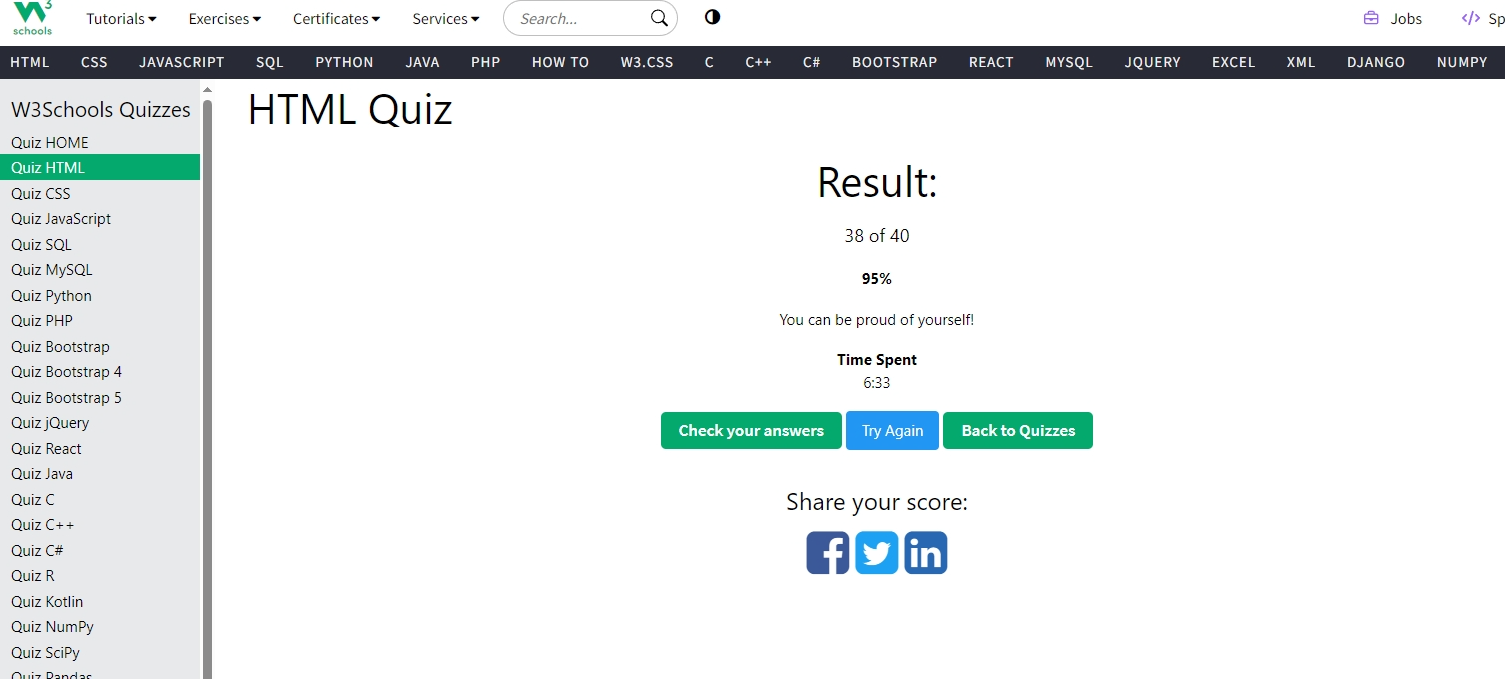 W3
schools
Tutorials Exercises Certificates Services Search... Jobs Sp
HTML CSS JAVASCRIPT SQL PYTHON JAVA PHP HOW TO W3.CSS C C++ C# BOOTSTRAP REACT MYSQL JQUERY EXCEL XML DJANGO NUMPY
W3Schools Quizzes
Quiz HOME
Quiz HTML
Quiz CSS
Quiz JavaScript
Quiz SQL
Quiz MySQL
Quiz Python
Quiz PHP
Quiz Bootstrap
Quiz Bootstrap 4
Quiz Bootstrap 5
Quiz jQuery
Quiz React
Quiz Java
Quiz C
Quiz C++
Quiz C#
Quiz R
Quiz Kotlin
Quiz NumPy
Quiz SciPy
Quiz Pandas
HTML Quiz
Result:
38 of 40
95%
You can be proud of yourself!
Time Spent
6:33
Check your answers Try Again Back to Quizzes
Share your score:
f in